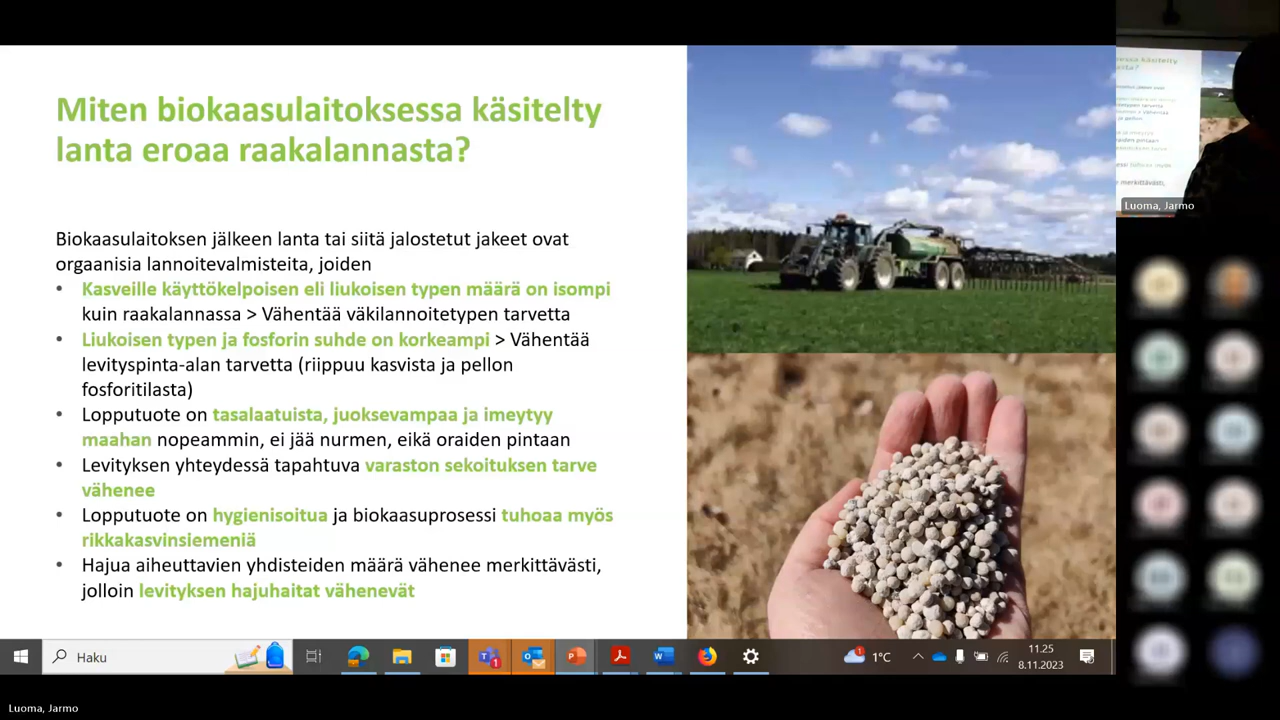 Miten biokaasulaitoksessa käsitelty
lanta eroaa raakalannasta?
Biokaasulaitoksen jälkeen lanta tai siitä jalostetut jakeet ovat
orgaanisia lannoitevalmisteita, joiden
• Kasveille käyttökelpoisen eli liukoisen typen määrä on isompi
kuin raakalannassa > Vähentää väkilannoitetypen tarvetta
• Liukoisen typen ja fosforin suhde on korkeampi > Vähentää
levityspinta-alan tarvetta (riippuu kasvista ja pellon
fosforitilasta)
• Lopputuote on tasalaatuista, juoksevampaa ja imeytyy
maahan nopeammin, ei jää nurmen, eikä oraiden pintaan
• Levityksen yhteydessä tapahtuva varaston sekoituksen tarve
vähenee
• Lopputuote on hygienisoitua ja biokaasuprosessi tuhoaa myös
rikkakasvinsiemeniä
• Hajua aiheuttavien yhdisteiden määrä vähenee merkittävästi,
jolloin levityksen hajuhaitat vähenevät
Luoma, Jarmo
Haku
1
1
1°C
11.25
8.11.2023
Luoma, Jarmo